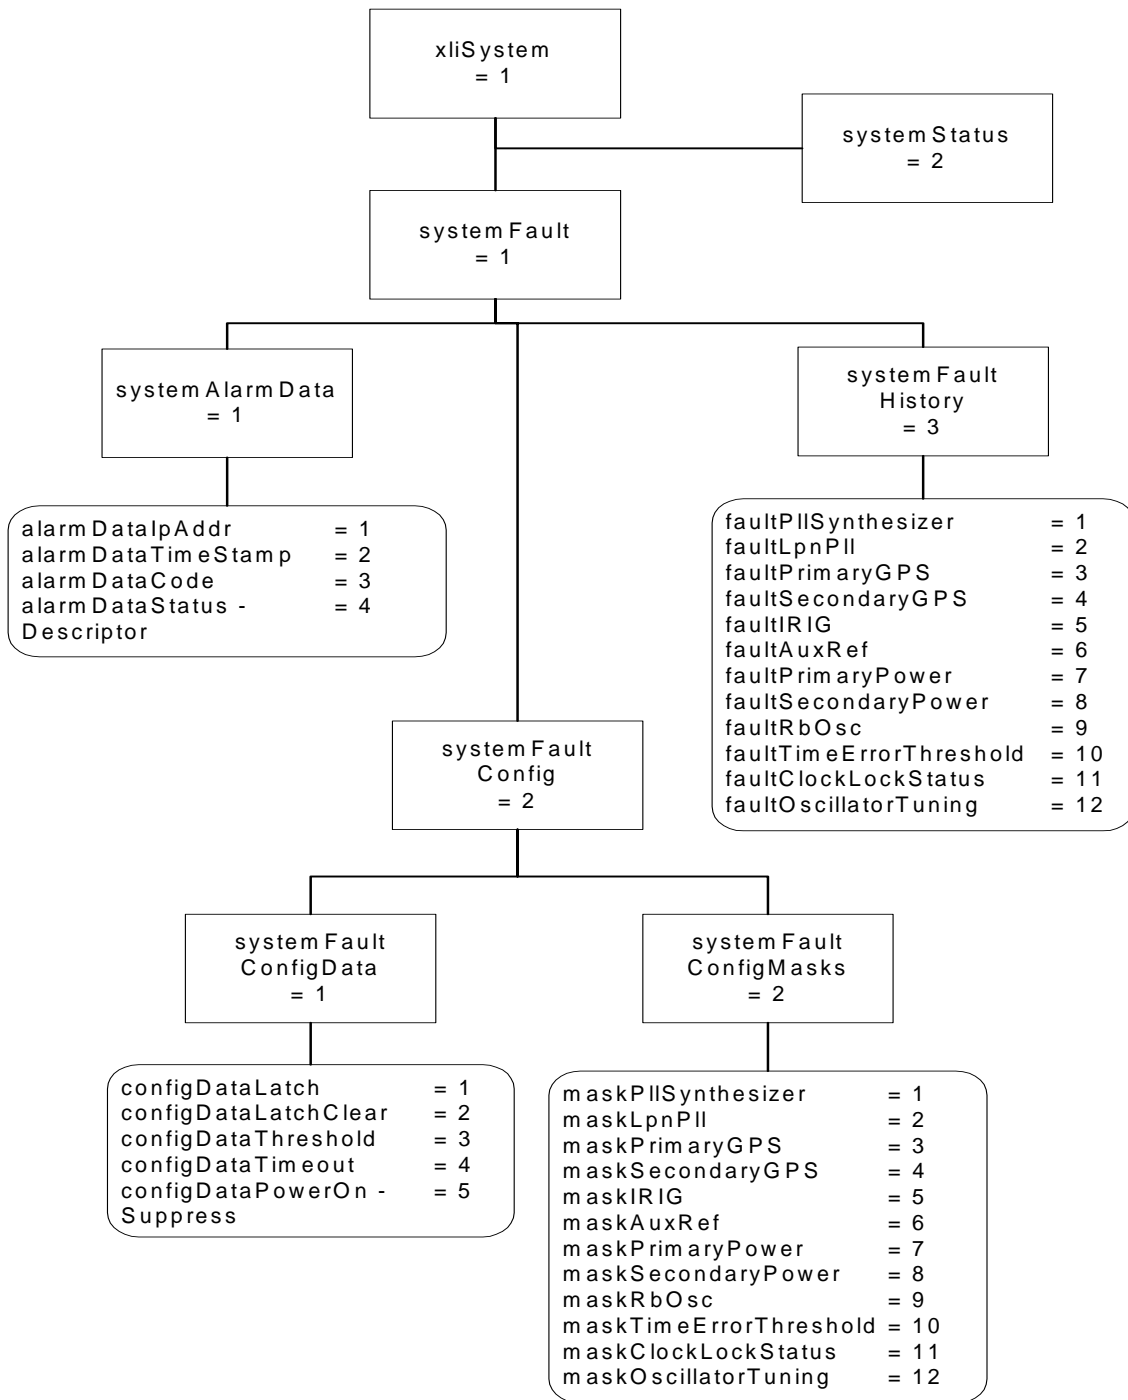 xliSystem
= 1
systemStatus
= 2
systemFault
= 1
systemAlarmData
= 1
systemFault
History
= 3
alarmDataIpAddr = 1
alarmDataTimeStamp = 2
alarmDataCode = 3
alarmDataStatus - = 4
Descriptor
faultPllSynthesizer = 1
faultLpnPll = 2
faultPrimaryGPS = 3
faultSecondaryGPS = 4
faultIRIG = 5
faultAuxRef = 6
faultPrimaryPower = 7
faultSecondaryPower = 8
faultRbOsc = 9
faultTimeErrorThreshold = 10
faultClockLockStatus = 11
faultOscillatorTuning = 12
systemFault
Config
= 2
systemFault
ConfigData
= 1
systemFault
ConfigMasks
= 2
configDataLatch = 1
configDataLatchClear = 2
configDataThreshold = 3
configDataTimeout = 4
configDataPowerOn - = 5
Suppress
maskPllSynthesizer = 1
maskLpnPll = 2
maskPrimaryGPS = 3
maskSecondaryGPS = 4
maskIRIG = 5
maskAuxRef = 6
maskPrimaryPower = 7
maskSecondaryPower = 8
maskRbOsc = 9
maskTimeErrorThreshold = 10
maskClockLockStatus = 11
maskOscillatorTuning = 12